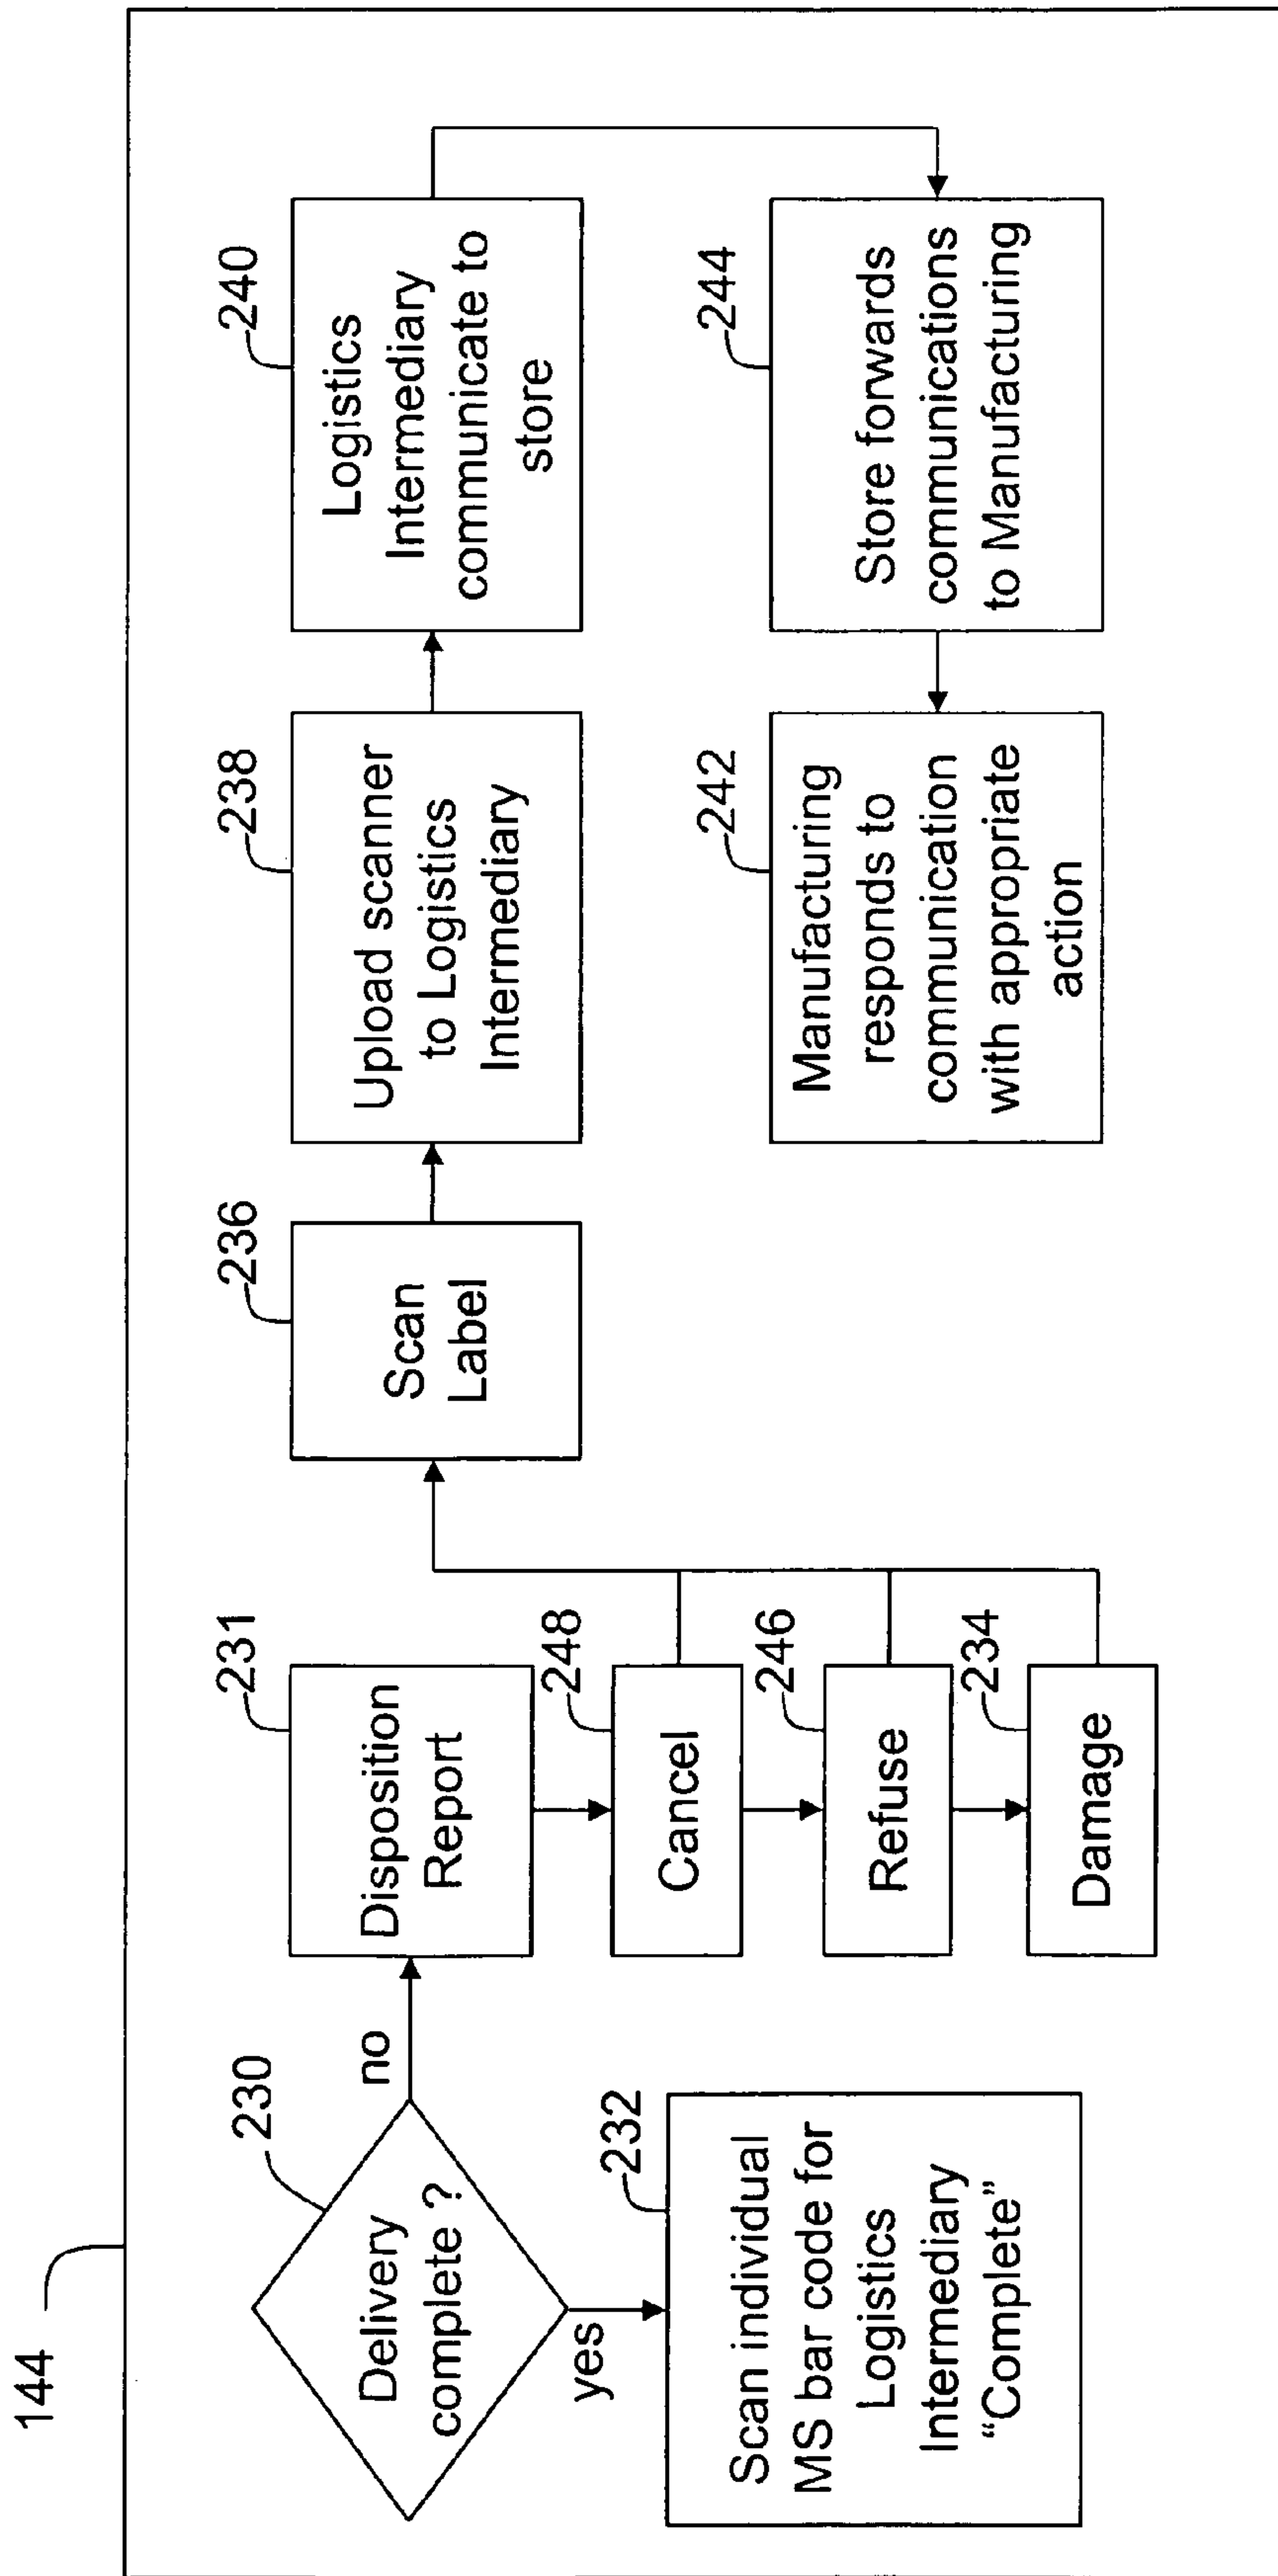 144
230
Delivery
complete ?
no
yes
232
Scan individual
MS bar code for
Logistics
Intermediary
“Complete”
231
Disposition
Report
248
Cancel
246
Refuse
234
Damage
236
Scan
Label
238
Upload scanner
to Logistics
Intermediary
240
Logistics
Intermediary
communicate to
store
244
Store forwards
communications
to Manufacturing
242
Manufacturing
responds to
communication
with appropriate
action